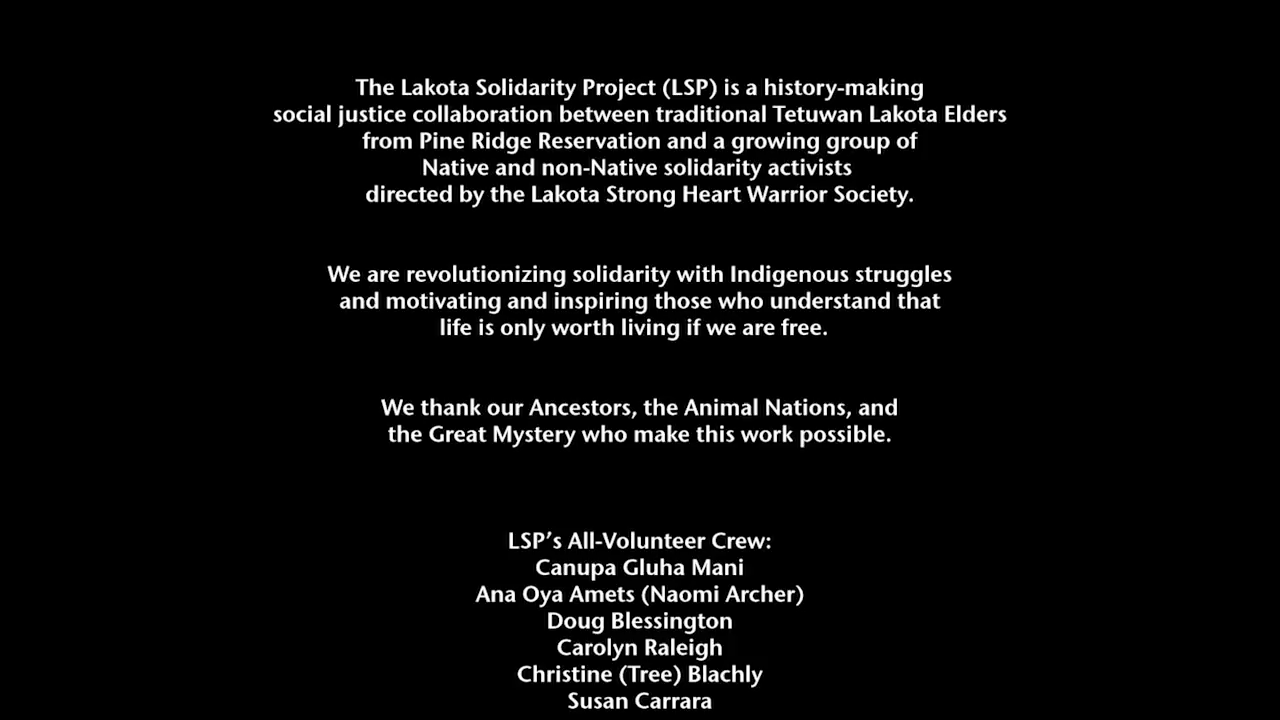 The Lakota Solidarity Project (LSP) is a history-making
social justice collaboration between traditional Tetuwan Lakota Elders
from Pine Ridge Reservation and a growing group of
Native and non-Native solidarity activists
directed by the Lakota Strong Heart Warrior Society.
We are revolutionizing solidarity with Indigenous struggles
and motivating and inspiring those who understand that
life is only worth living if we are free.
We thank our Ancestors, the Animal Nations, and
the Great Mystery who make this work possible.
LSP’s All-Volunteer Crew:
Canupa Gluha Mani
Ana Oya Amets (Naomi Archer)
Doug Blessington
Carolyn Raleigh
Christine (Tree) Blachly
Susan Carrara